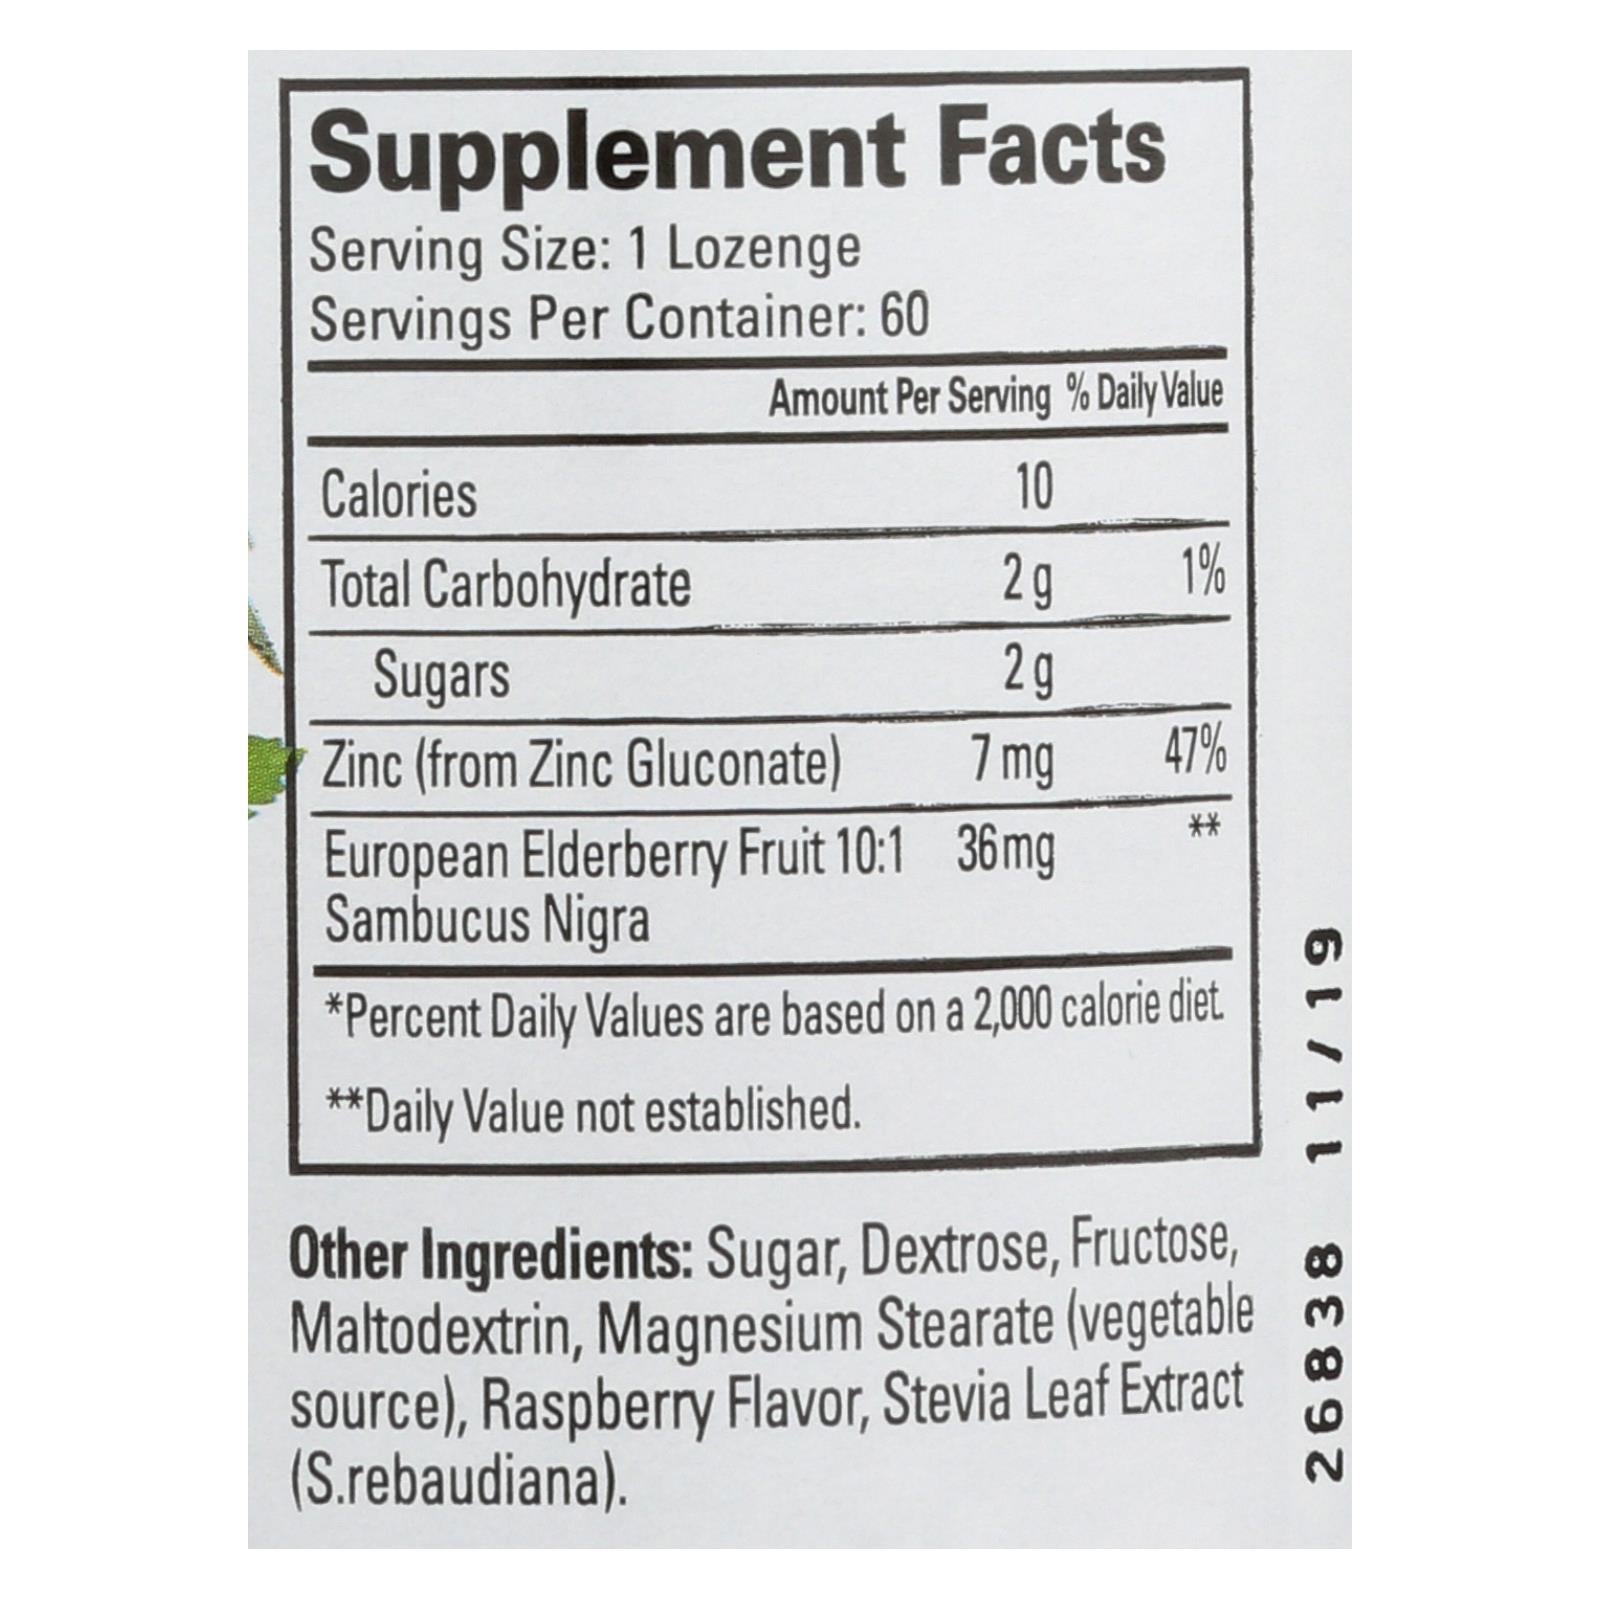 Supplement Facts
Serving Size: 1 Lozenge
Servings Per Container: 60
Amount Per Serving % Daily Value
Calories 10
Total Carbohydrate 2 g 1%
Sugars 2 g
Zinc (from Zinc Gluconate) 7 mg 47%
European Elderberry Fruit 10:1 36 mg **
Sambucus Nigra
*Percent Daily Values are based on a 2,000 calorie diet.
**Daily Value not established.
Other Ingredients: Sugar, Dextrose, Fructose,
Maltodextrin, Magnesium Stearate (vegetable
source), Raspberry Flavor, Stevia Leaf Extract
(S.rebaudiana).
26838 11/19